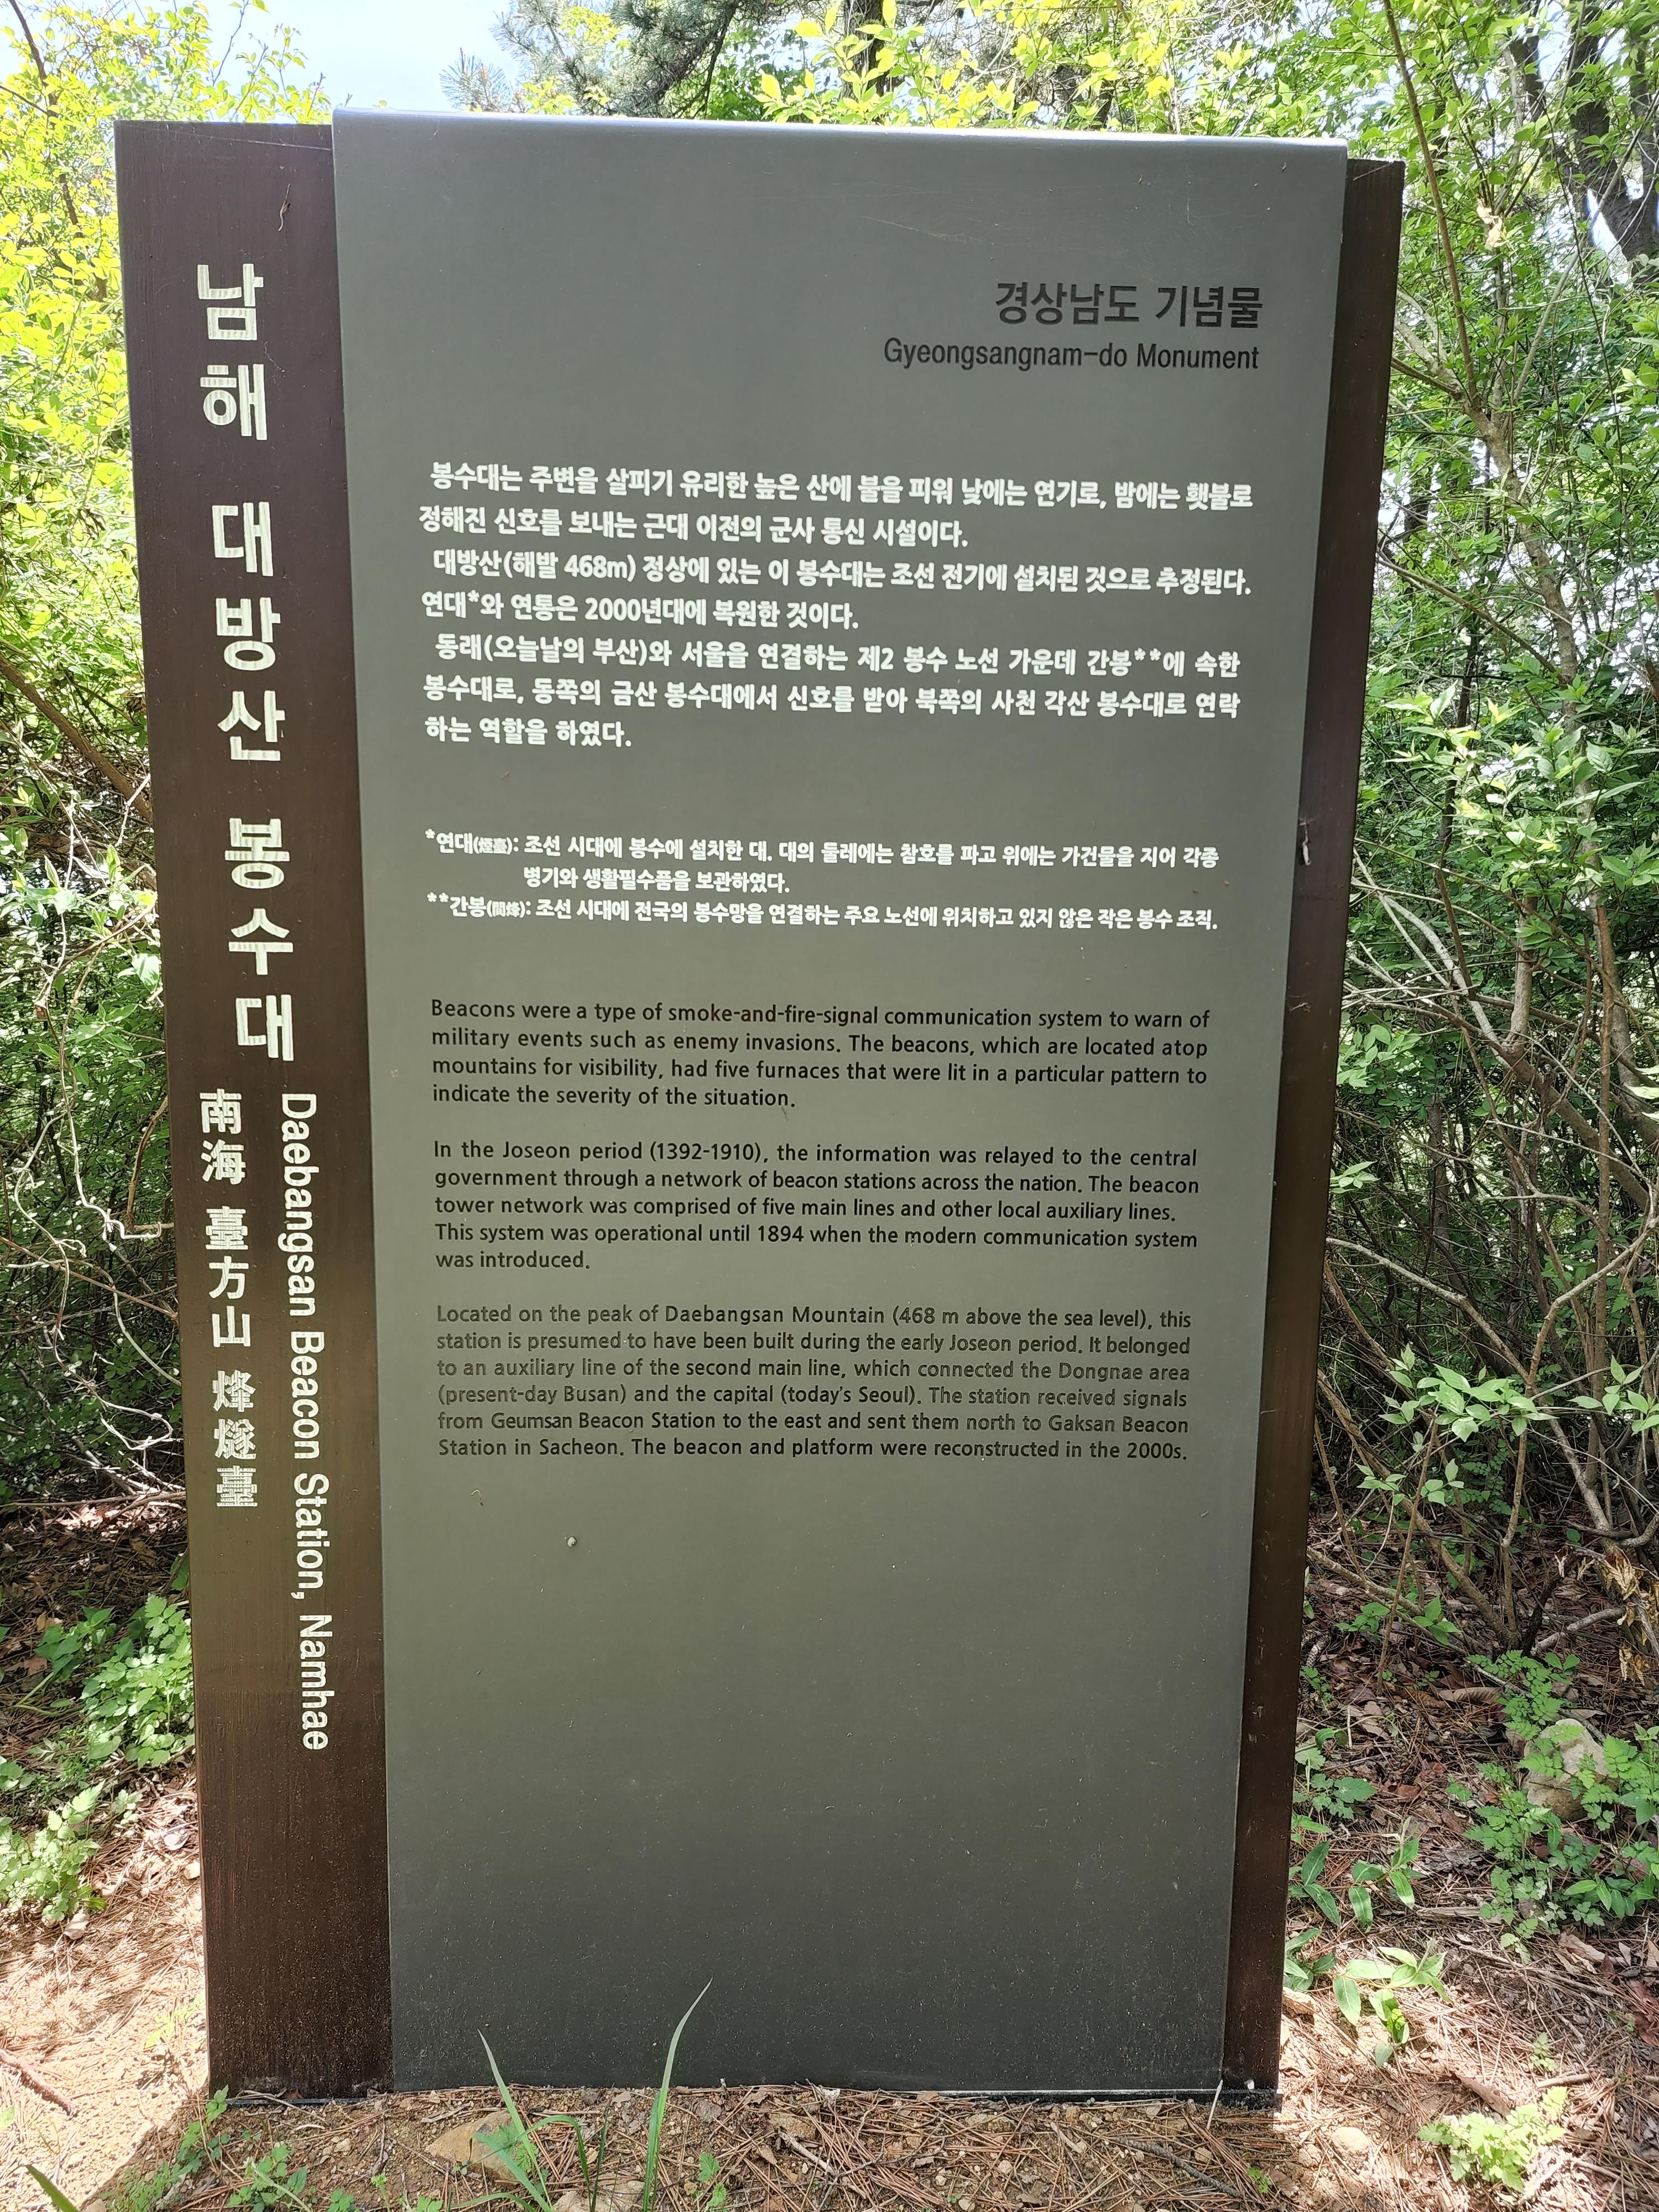 남해 대방산 봉수대
南海 臺方山 烽燧臺
Daebangsan Beacon Station, Namhae
경상남도 기념물
Gyeongsangnam-do Monument
봉수대는 주변을 살피기 유리한 높은 산에 불을 피워 낮에는 연기로, 밤에는 횃불로
정해진 신호를 보내는 근대 이전의 군사 통신 시설이다.
대방산(해발 468m) 정상에 있는 이 봉수대는 조선 전기에 설치된 것으로 추정된다.
연대*와 연통은 2000년대에 복원한 것이다.
동래(오늘날의 부산)와 서울을 연결하는 제2 봉수 노선 가운데 간봉**에 속한
봉수대로, 동쪽의 금산 봉수대에서 신호를 받아 북쪽의 사천 각산 봉수대로 연락
하는 역할을 하였다.
*연대(煙臺): 조선 시대에 봉수에 설치한 대. 대의 둘레에는 참호를 파고 위에는 가건물을 지어 각종
병기와 생활필수품을 보관하였다.
**간봉(間烽): 조선 시대에 전국의 봉수망을 연결하는 주요 노선에 위치하고 있지 않은 작은 봉수 조직.
Beacons were a type of smoke-and-fire-signal communication system to warn of
military events such as enemy invasions. The beacons, which are located atop
mountains for visibility, had five furnaces that were lit in a particular pattern to
indicate the severity of the situation.
In the Joseon period (1392-1910), the information was relayed to the central
government through a network of beacon stations across the nation. The beacon
tower network was comprised of five main lines and other local auxiliary lines.
This system was operational until 1894 when the modern communication system
was introduced.
Located on the peak of Daebangsan Mountain (468 m above the sea level), this
station is presumed to have been built during the early Joseon period. It belonged
to an auxiliary line of the second main line, which connected the Dongnae area
(present-day Busan) and the capital (today's Seoul). The station received signals
from Geumsan Beacon Station to the east and sent them north to Gaksan Beacon
Station in Sacheon. The beacon and platform were reconstructed in the 2000s.